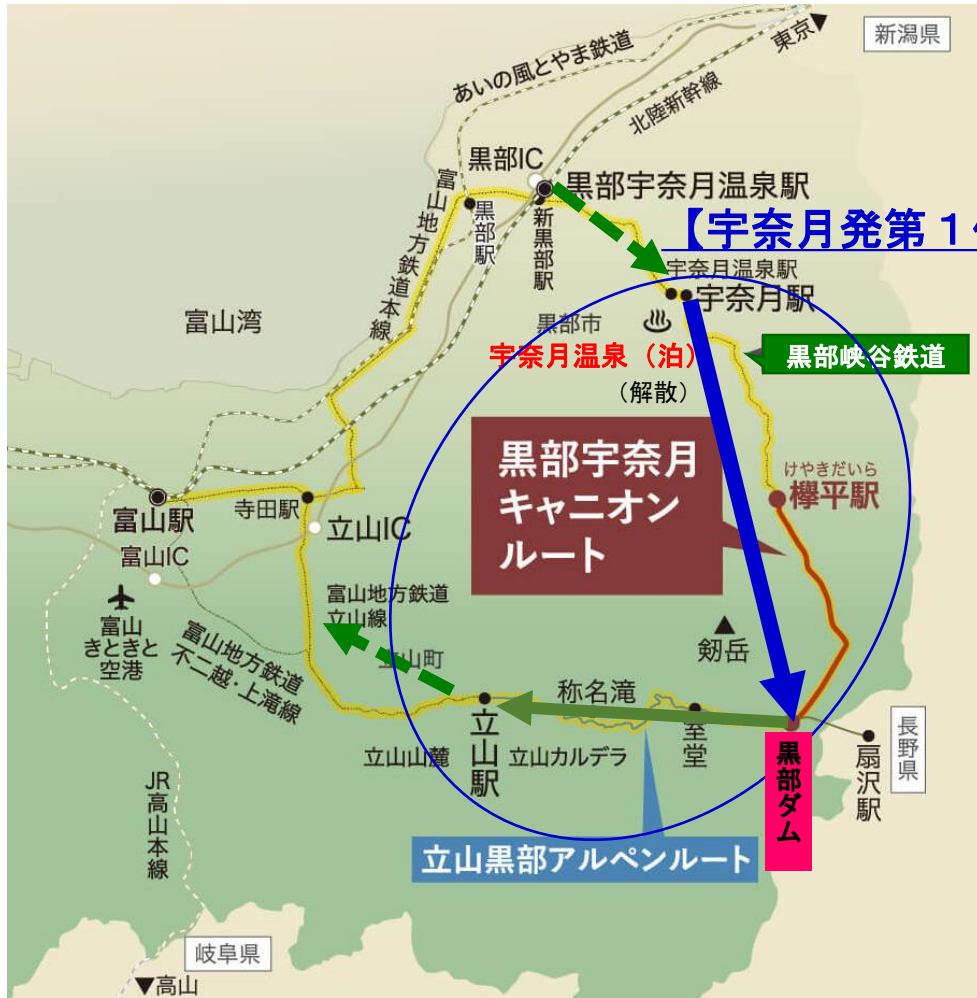 東京▶
新潟県
あいの風とやま鉄道
北陸新幹線
黒部IC
黒部宇奈月温泉駅
富山地方鉄道本線
黒部駅
新黒部駅
【宇奈月発第1
宇奈月温泉駅
宇奈月駅
富山湾
黒部市
宇奈月温泉(泊)
(解散)
黒部峡谷鉄道
黒部宇奈月
キャニオン
ルート
けやきだいら
欅平駅
富山駅
寺田駅
立山IC
富山IC
富山
きときと
空港
富山地方鉄道
立山線
富山地方鉄道
不二越・上滝線
立山町
▲
剱岳
称名滝
室堂
立山駅
立山山麓
立山カルデラ
黒部ダム
長野県
扇沢駅
JR高山本線
立山黒部アルペンルート
岐阜県
▼高山